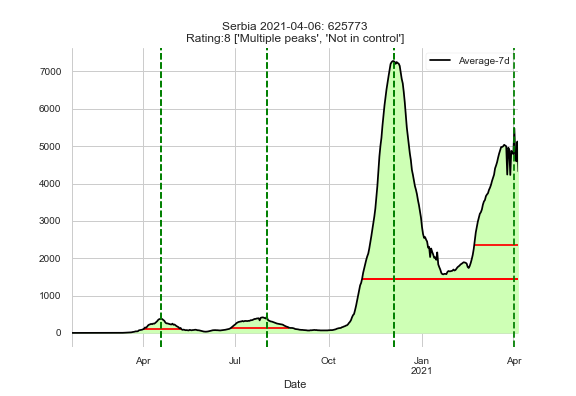 Serbia 2021-04-06: 625773
Rating:8 ['Multiple peaks', 'Not in control']
Average-7d
7000
6000
5000
4000
3000
2000
1000
0
Apr Jul Oct Jan Apr
2021
Date